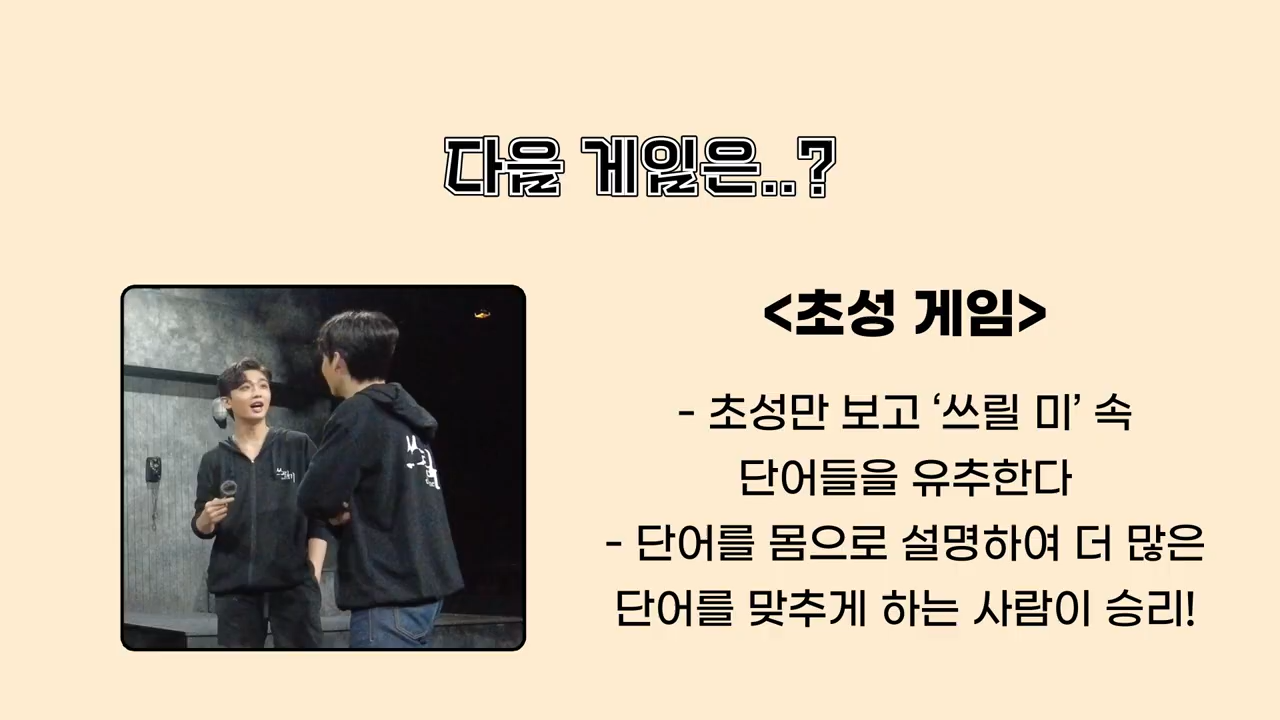 다음 게임은..?
<초성 게임>
- 초성만 보고 ‘쓰릴 미’ 속
단어들을 유추한다
- 단어를 몸으로 설명하여 더 많은
단어를 맞추게 하는 사람이 승리!